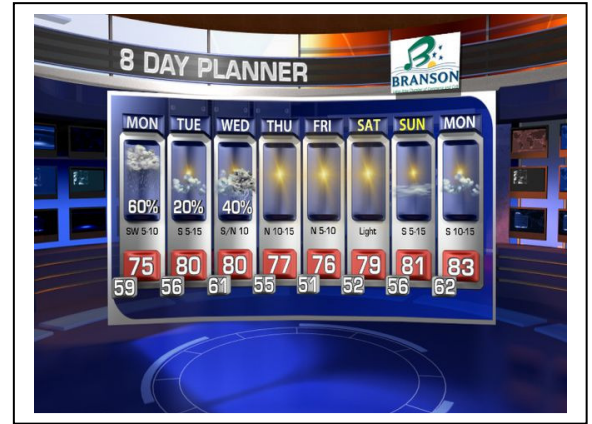 8 DAY PLANNER
BRANSON
MON TUE WED THU FRI SAT SUN MON
60% 20% 40%
SW 5-10 S 5-15 S/N 10 N 10-15 N 5-10 Light S 5-15 S 10-15
75 80 80 77 76 79 81 83
59 56 61 55 51 52 56 62